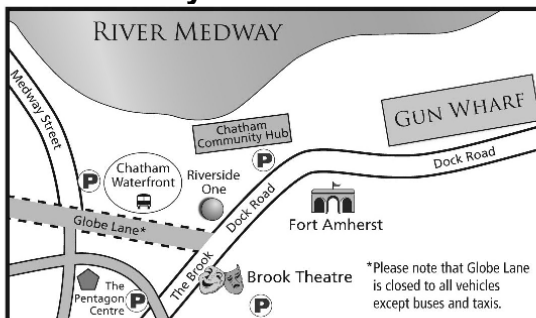 RIVER MEDWAY
Medway Street
GUN WHARF
Chatham
Community Hub
P
Dock Road
P
Chatham
Waterfront
Riverside
One
Dock Road
Fort Amherst
Globe Lane*
The Brook
Brook Theatre
*Please note that Globe Lane
is closed to all vehicles
except buses and taxis.
The
Pentagon
Centre
P
P